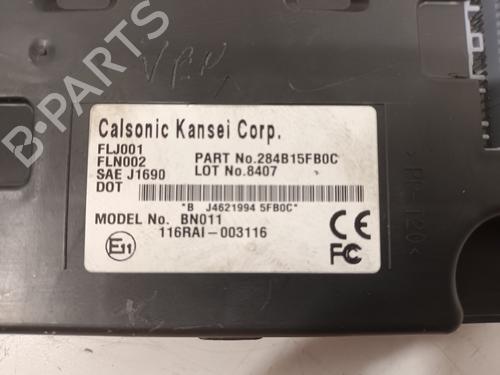 B-PARTS
Calsonic Kansei Corp.
FLJ001
FLN002 PART No.284B15FB0C
SAE J1690 LOT No.8407
DOT
"B J4621994 5FB0C"
MODEL No. BN011
116RAI-003116
E11
CE
FC